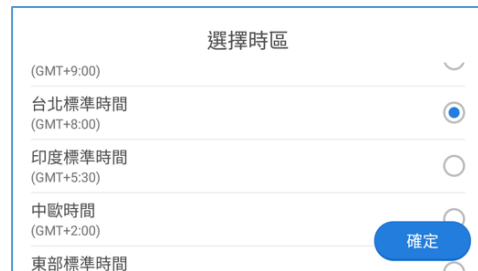 選擇時區
(GMT+9:00)
台北標準時間
(GMT+8:00)
印度標準時間
(GMT+5:30)
中歐時間
(GMT+2:00)
確定
東部標準時間